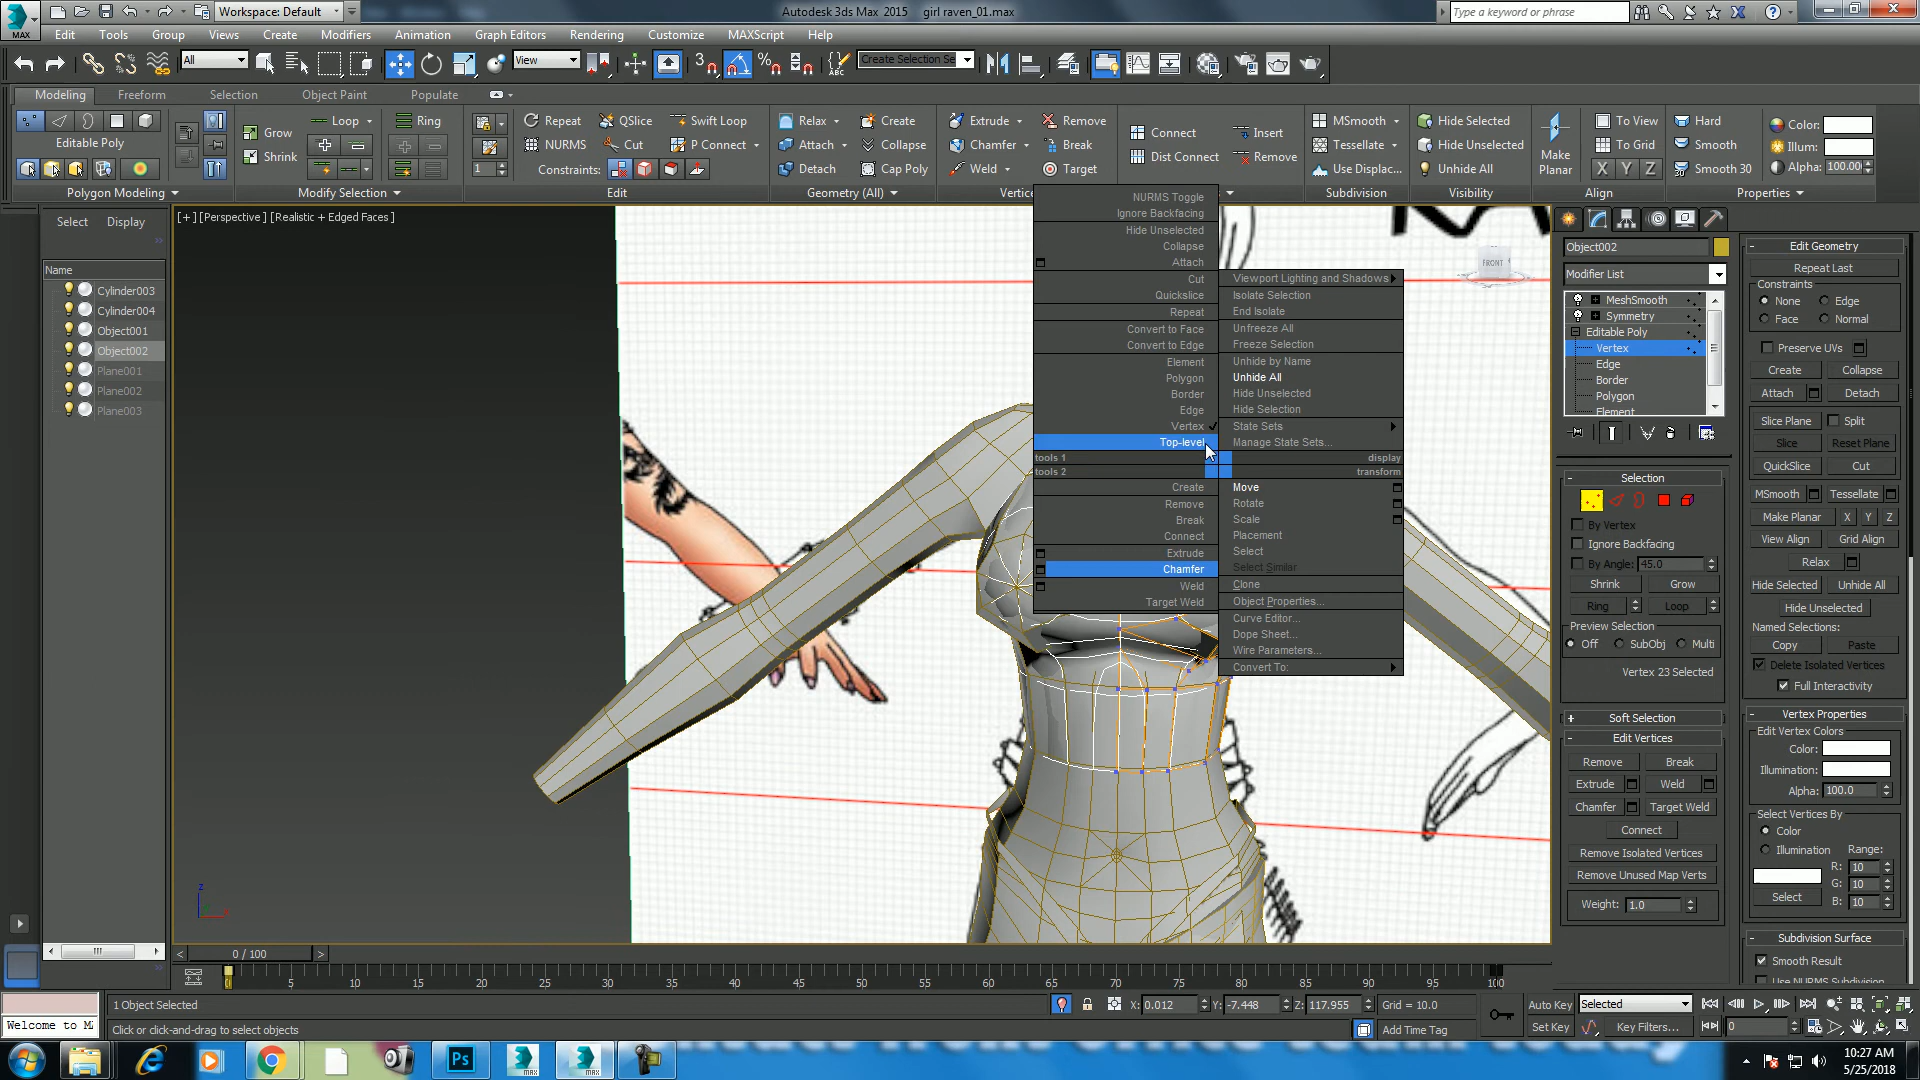 Workspace: Default
Autodesk 3ds Max 2015 girl raven_01.max
Type a keyword or phrase
MAX
Edit Tools Group Views Create Modifiers Animation Graph Editors Rendering Customize MAXScript Help
All View Create Selection Se
Modeling Freeform Selection Object Paint Populate
Editable Poly
Polygon Modeling
Grow
Shrink
Loop
Ring
Modify Selection
Repeat QSlice Swift Loop
NURMS Cut P Connect
Constraints:
Edit
Relax Create
Attach Collapse
Detach Cap Poly
Geometry (All)
Extrude Remove
Chamfer Break
Weld Target
Connect Insert
Dist Connect Remove
MSmooth
Tessellate
Use Displac...
Subdivision
Hide Selected
Hide Unselected
Unhide All
Visibility
Make
Planar
To View
To Grid
X Y Z
Align
Hard
Smooth
Smooth 30
Color:
Illum:
Alpha: 100.00
Properties
Select Display
Name
Cylinder003
Cylinder004
Object001
Object002
Plane001
Plane002
Plane003
[+] [Perspective] [Realistic + Edged Faces]
FRONT
NURMS Toggle
Ignore Backfacing
Hide Unselected
Collapse
Attach
Cut
Quickslice
Repeat
Convert to Face
Convert to Edge
Element
Polygon
Border
Edge
Vertex
Top-level
tools 1
tools 2
Create
Remove
Break
Connect
Extrude
Chamfer
Weld
Target Weld
Viewport Lighting and Shadows
Isolate Selection
End Isolate
Unfreeze All
Freeze Selection
Unhide by Name
Unhide All
Hide Unselected
Hide Selection
State Sets
Manage State Sets...
display
transform
Move
Rotate
Scale
Placement
Select
Select Similar
Clone
Object Properties...
Curve Editor...
Dope Sheet...
Wire Parameters...
Convert To:
Object002
Modifier List
MeshSmooth
Symmetry
Editable Poly
Vertex
Edge
Border
Polygon
Element
Selection
By Vertex
Ignore Backfacing
By Angle: 45.0
Shrink Grow
Ring Loop
Preview Selection
Off SubObj Multi
Vertex 23 Selected
Soft Selection
Edit Vertices
Remove Break
Extrude Weld
Chamfer Target Weld
Connect
Remove Isolated Vertices
Remove Unused Map Verts
Weight: 1.0
Edit Geometry
Repeat Last
Constraints
None Edge
Face Normal
Preserve UVs
Create Collapse
Attach Detach
Slice Plane Split
Slice Reset Plane
QuickSlice Cut
MSmooth Tessellate
Make Planar X Y Z
View Align Grid Align
Relax
Hide Selected Unhide All
Hide Unselected
Named Selections:
Copy Paste
Delete Isolated Vertices
Full Interactivity
Vertex Properties
Edit Vertex Colors
Color:
Illumination:
Alpha: 100.0
Select Vertices By
Color
Illumination Range:
R: 10
G: 10
B: 10
Select
Subdivision Surface
Smooth Result
Use NURMS Subdivision
0 / 100
0 5 10 15 20 25 30 35 40 45 50 55 60 65 70 75 80 85 90 95 100
1 Object Selected
X: 0.012 Y: -7.448 Z: 117.955 Grid = 10.0
Auto Key Selected
Welcome to M
Click or click-and-drag to select objects
Add Time Tag
Set Key Key Filters...
0
Ps
10:27 AM
5/25/2018